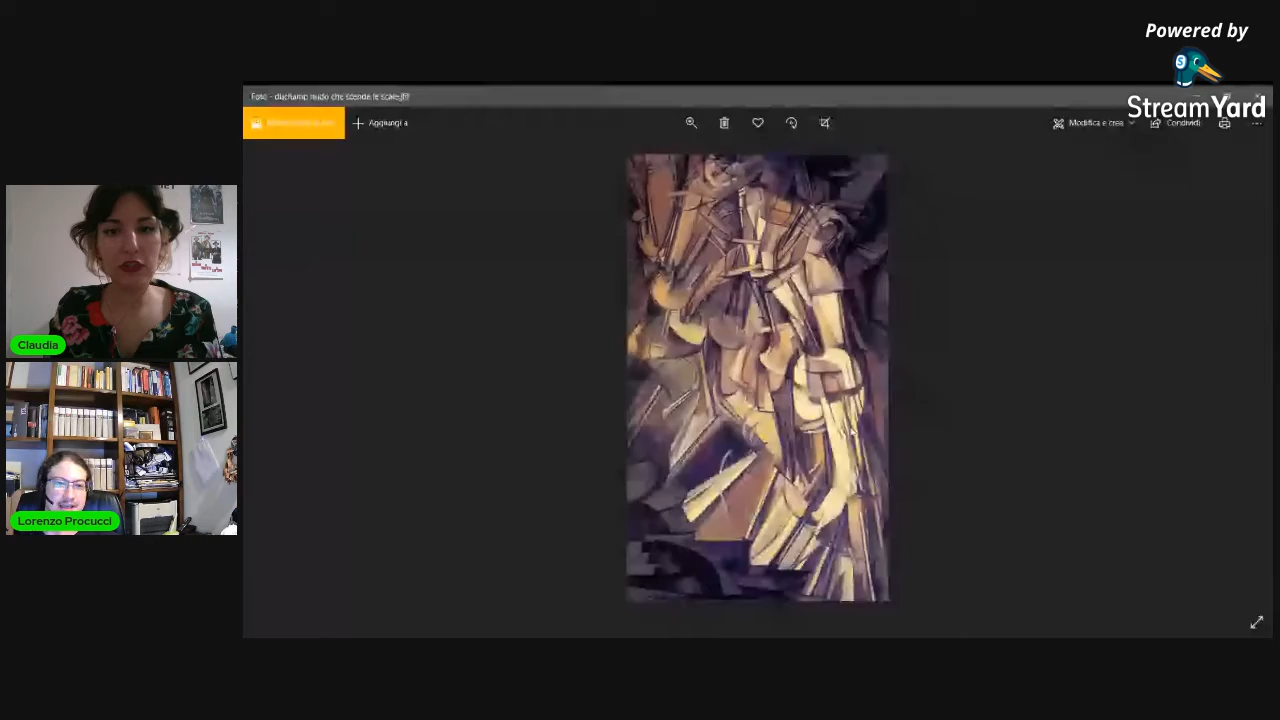 Powered by
StreamYard
Foto - duchamp nudo che scende le scale.jfif
Aggiungi a
Modifica e crea
Condividi
Claudia
Lorenzo Procucci